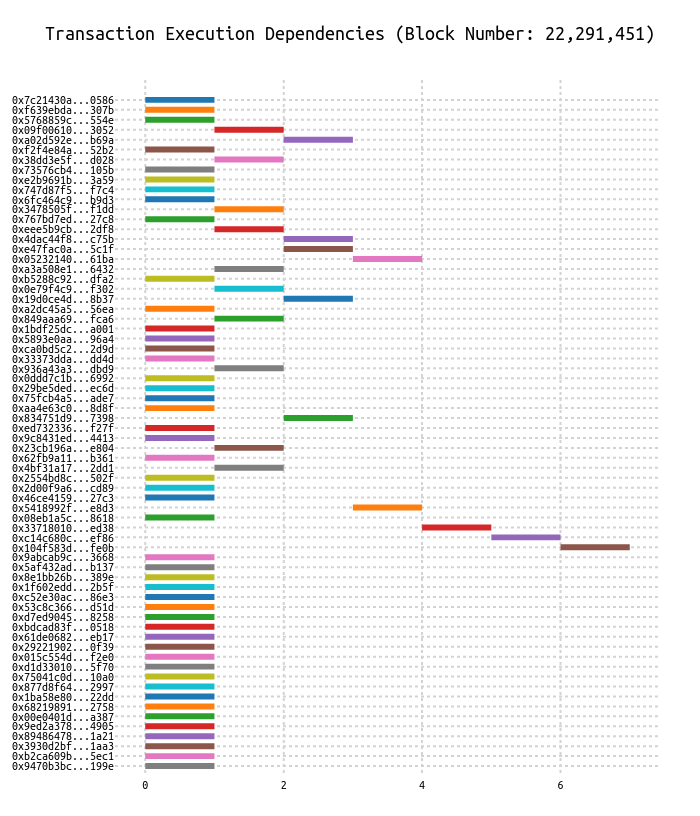 Transaction Execution Dependencies (Block Number: 22,291,451)
0x7c21430a...0586
0xf639ebda...307b
0x5768859c...554e
0x09f00610...3052
0xa02d592e...b69a
0xf2f4e84a...52b2
0x38dd3e5f...d028
0x73576cb4...105b
0xe2b9691b...3a59
0x747d87f5...f7c4
0x6fc464c9...b9d3
0x3478505f...f1dd
0x767bd7ed...27c8
0xeee5b9cb...2df8
0x4dac44f8...c75b
0xe47fac0a...5c1f
0x05232140...61ba
0xa3a508e1...6432
0xb5288c92...dfa2
0x0e79f4c9...f302
0x19d0ce4d...8b37
0xa2dc45a5...56ea
0x849aaa69...fca6
0x1bdf25dc...a001
0x5893e0aa...96a4
0xca0bd5c2...2d9d
0x33373dda...dd4d
0x936a43a3...dbd9
0x0ddd7c1b...6992
0x29be5ded...ec6d
0x75fcb4a5...ade7
0xaa4e63c0...8d8f
0x834751d9...7398
0xed732336...f27f
0x9c8431ed...4413
0x23cb196a...e804
0x62fb9a11...b361
0x4bf31a17...2dd1
0x2554bd8c...502f
0x2d00f9a6...cd89
0x46ce4159...27c3
0x5418992f...e8d3
0x08eb1a5c...8618
0x33718010...ed38
0xc14c680c...ef86
0x104f583d...fe0b
0x9abcab9c...3668
0x5af432ad...b137
0x8e1bb26b...389e
0x1f602edd...2b5f
0xc52e30ac...86e3
0x53c8c366...d51d
0xd7ed9045...8258
0xbdcad83f...0518
0x61de0682...eb17
0x29221902...0f39
0x015c554d...f2e0
0xd1d33010...5f70
0x75041c0d...10a0
0x877d8f64...2997
0x1ba58e80...22dd
0x68219891...2758
0x00e0401d...a387
0x9ed2a378...4905
0x89486478...1a21
0x3930d2bf...1aa3
0xb2ca609b...5ec1
0x9470b3bc...199e
0 2 4 6